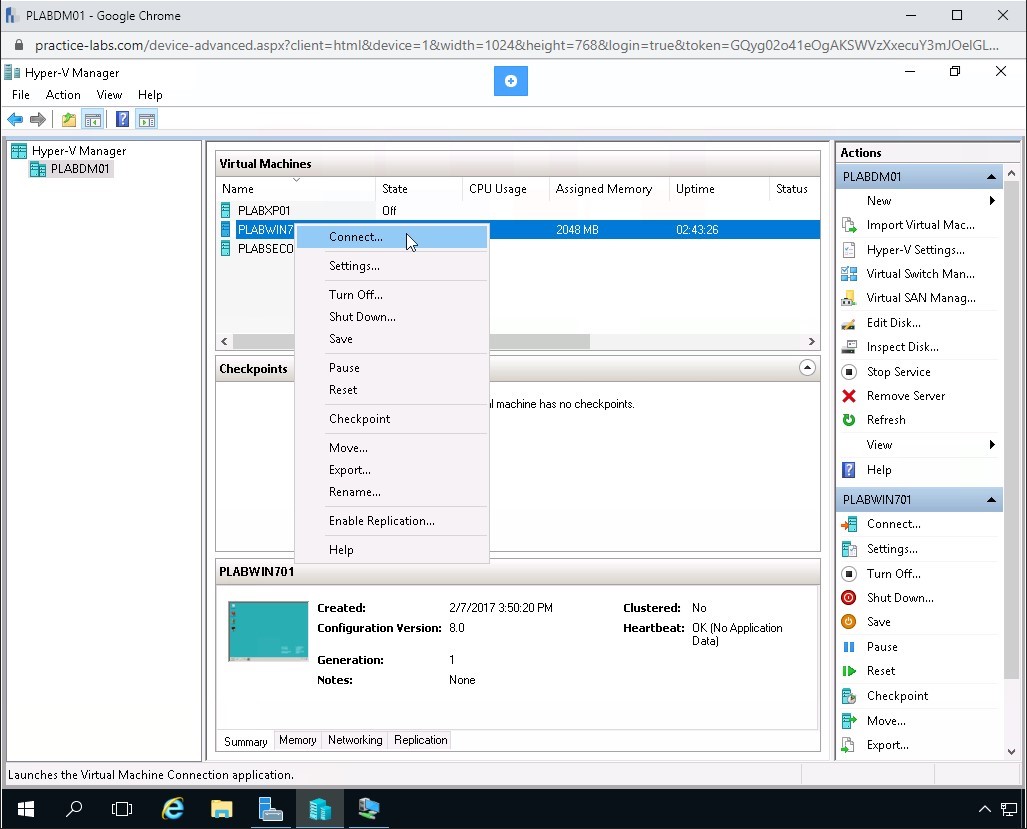 PLABDM01 - Google Chrome
practice-labs.com/device-advanced.aspx?client=html&device=1&width=1024&height=768&login=true&token=GQyg02o41eOgAKSWVzXxecuY3mJOeIGL...
Hyper-V Manager
File Action View Help
Hyper-V Manager
PLABDM01
Virtual Machines
Name State CPU Usage Assigned Memory Uptime Status
PLABXP01 Off
PLABWIN7 2048 MB 02:43:26
PLABSECO
Connect...
Settings...
Turn Off...
Shut Down...
Save
Pause
Reset
Checkpoint
Move...
Export...
Rename...
Enable Replication...
Help
Checkpoints
l machine has no checkpoints.
PLABWIN701
Created: 2/7/2017 3:50:20 PM Clustered: No
Configuration Version: 8.0 Heartbeat: OK (No Application
Data)
Generation: 1
Notes: None
Summary Memory Networking Replication
Actions
PLABDM01
New
Import Virtual Mac...
Hyper-V Settings...
Virtual Switch Man...
Virtual SAN Manag...
Edit Disk...
Inspect Disk...
Stop Service
Remove Server
Refresh
View
Help
PLABWIN701
Connect...
Settings...
Turn Off...
Shut Down...
Save
Pause
Reset
Checkpoint
Move...
Export...
Launches the Virtual Machine Connection application.